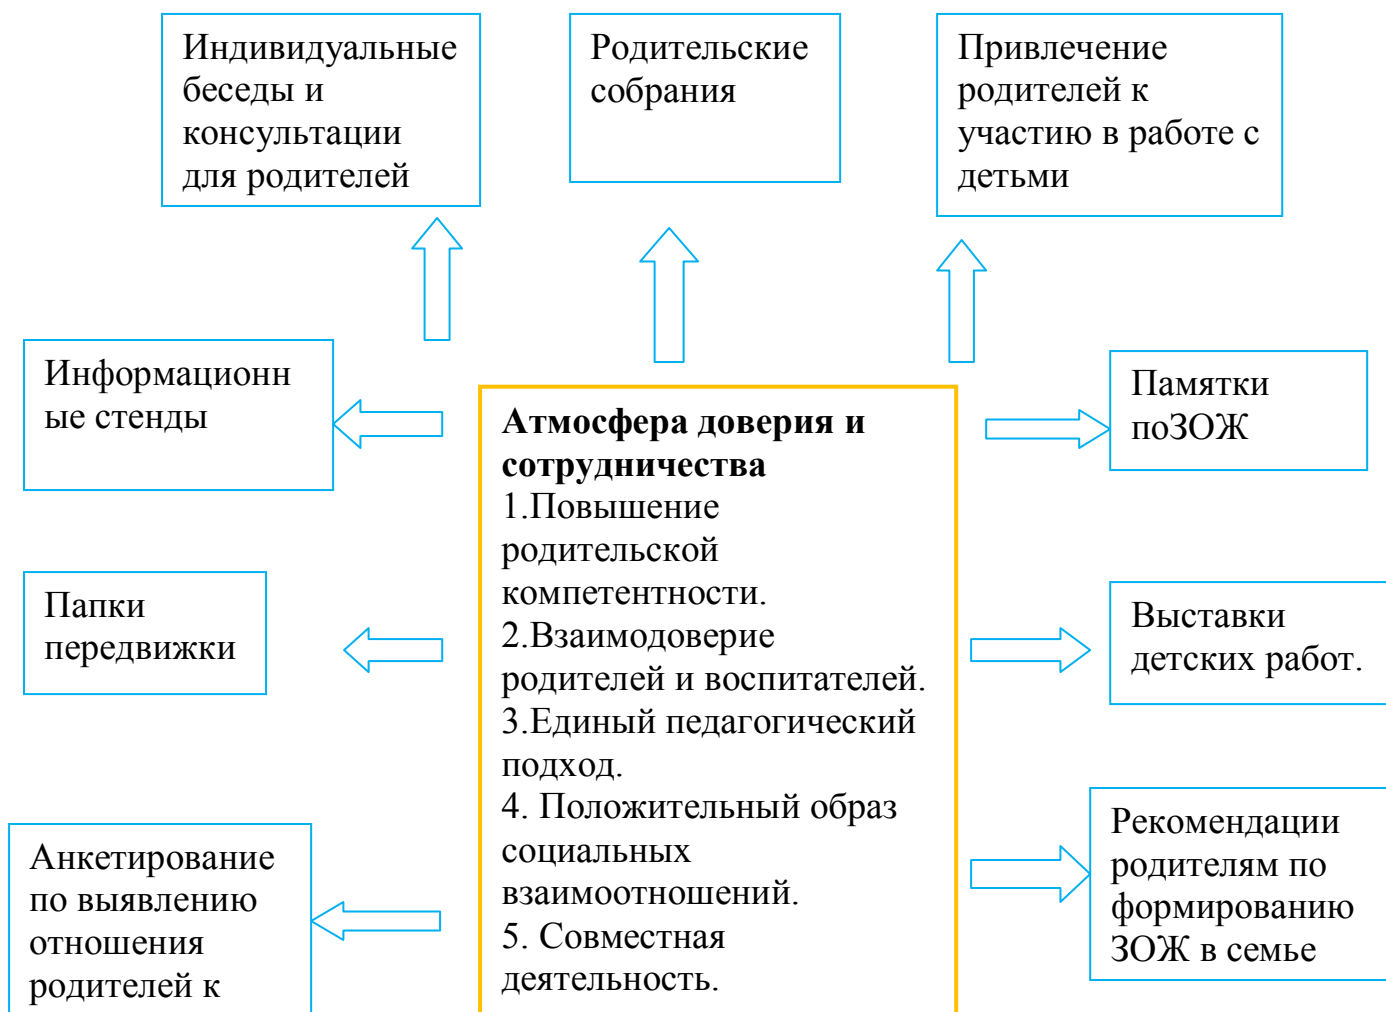 Индивидуальные
беседы и
консультации
для родителей
Родительские
собрания
Привлечение
родителей к
участию в работе с
детьми
Информационн
ые стенды
Памятки
поЗОЖ
Атмосфера доверия и
сотрудничества
1.Повышение
родительской
компетентности.
2.Взаимодоверие
родителей и воспитателей.
3.Единый педагогический
подход.
4. Положительный образ
социальных
взаимоотношений.
5. Совместная
деятельность.
Папки
передвижки
Выставки
детских работ.
Анкетирование
по выявлению
отношения
родителей к
Рекомендации
родителям по
формированию
ЗОЖ в семье